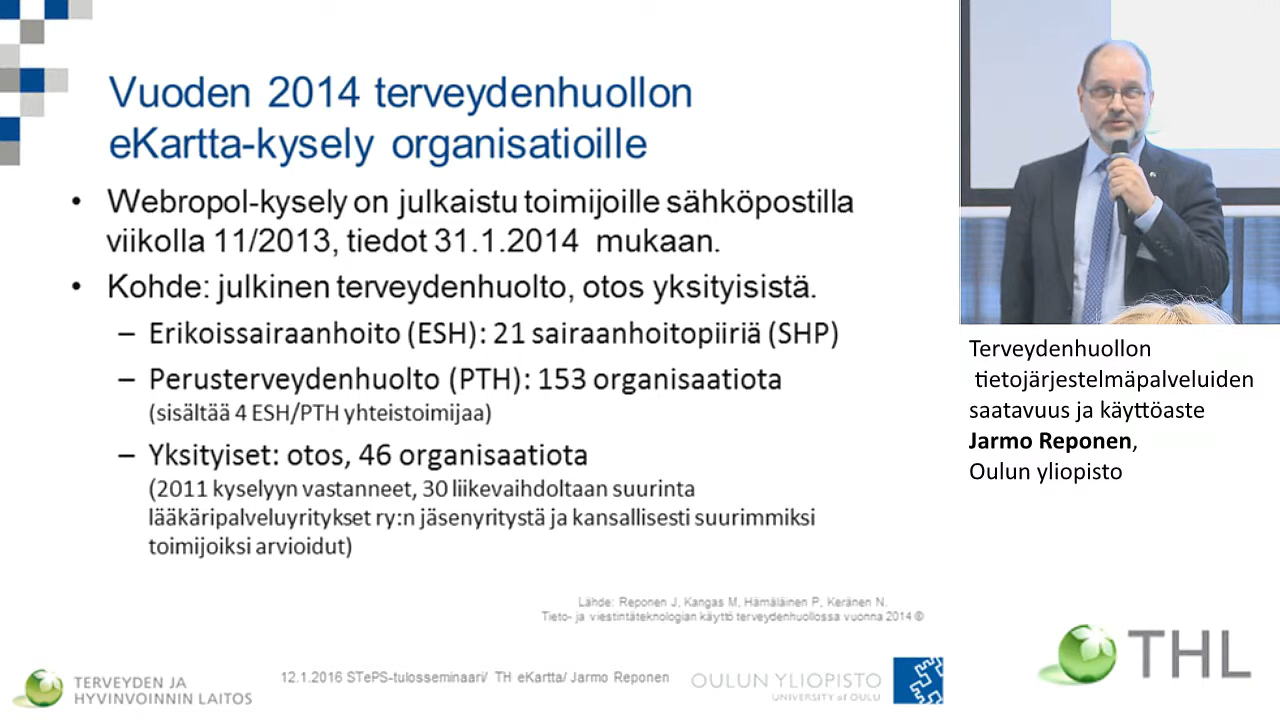 Vuoden 2014 terveydenhuollon
eKartta-kysely organisatioille
• Webropol-kysely on julkaistu toimijoille sähköpostilla
viikolla 11/2013, tiedot 31.1.2014 mukaan.
• Kohde: julkinen terveydenhuolto, otos yksityisistä.
– Erikoissairaanhoito (ESH): 21 sairaanhoitopiiriä (SHP)
– Perusterveydenhuolto (PTH): 153 organisaatiota
(sisältää 4 ESH/PTH yhteistoimijaa)
– Yksityiset: otos, 46 organisaatiota
(2011 kyselyyn vastanneet, 30 liikevaihdoltaan suurinta
lääkäripalveluyritykset ry:n jäsenyritystä ja kansallisesti suurimmiksi
toimijoiksi arvioidut)
Lähde: Reponen J, Kangas M, Hämäläinen P, Keränen N.
Tieto- ja viestintäteknologian käyttö terveydenhuollossa vuonna 2014 ©
TERVEYDEN JA
HYVINVOINNIN LAITOS
12.1.2016 STePS-tulosseminaari/ TH eKartta/ Jarmo Reponen
OULUN YLIOPISTO
UNIVERSITY of OULU
Terveydenhuollon
tietojärjestelmäpalveluiden
saatavuus ja käyttöaste
Jarmo Reponen,
Oulun yliopisto
THL